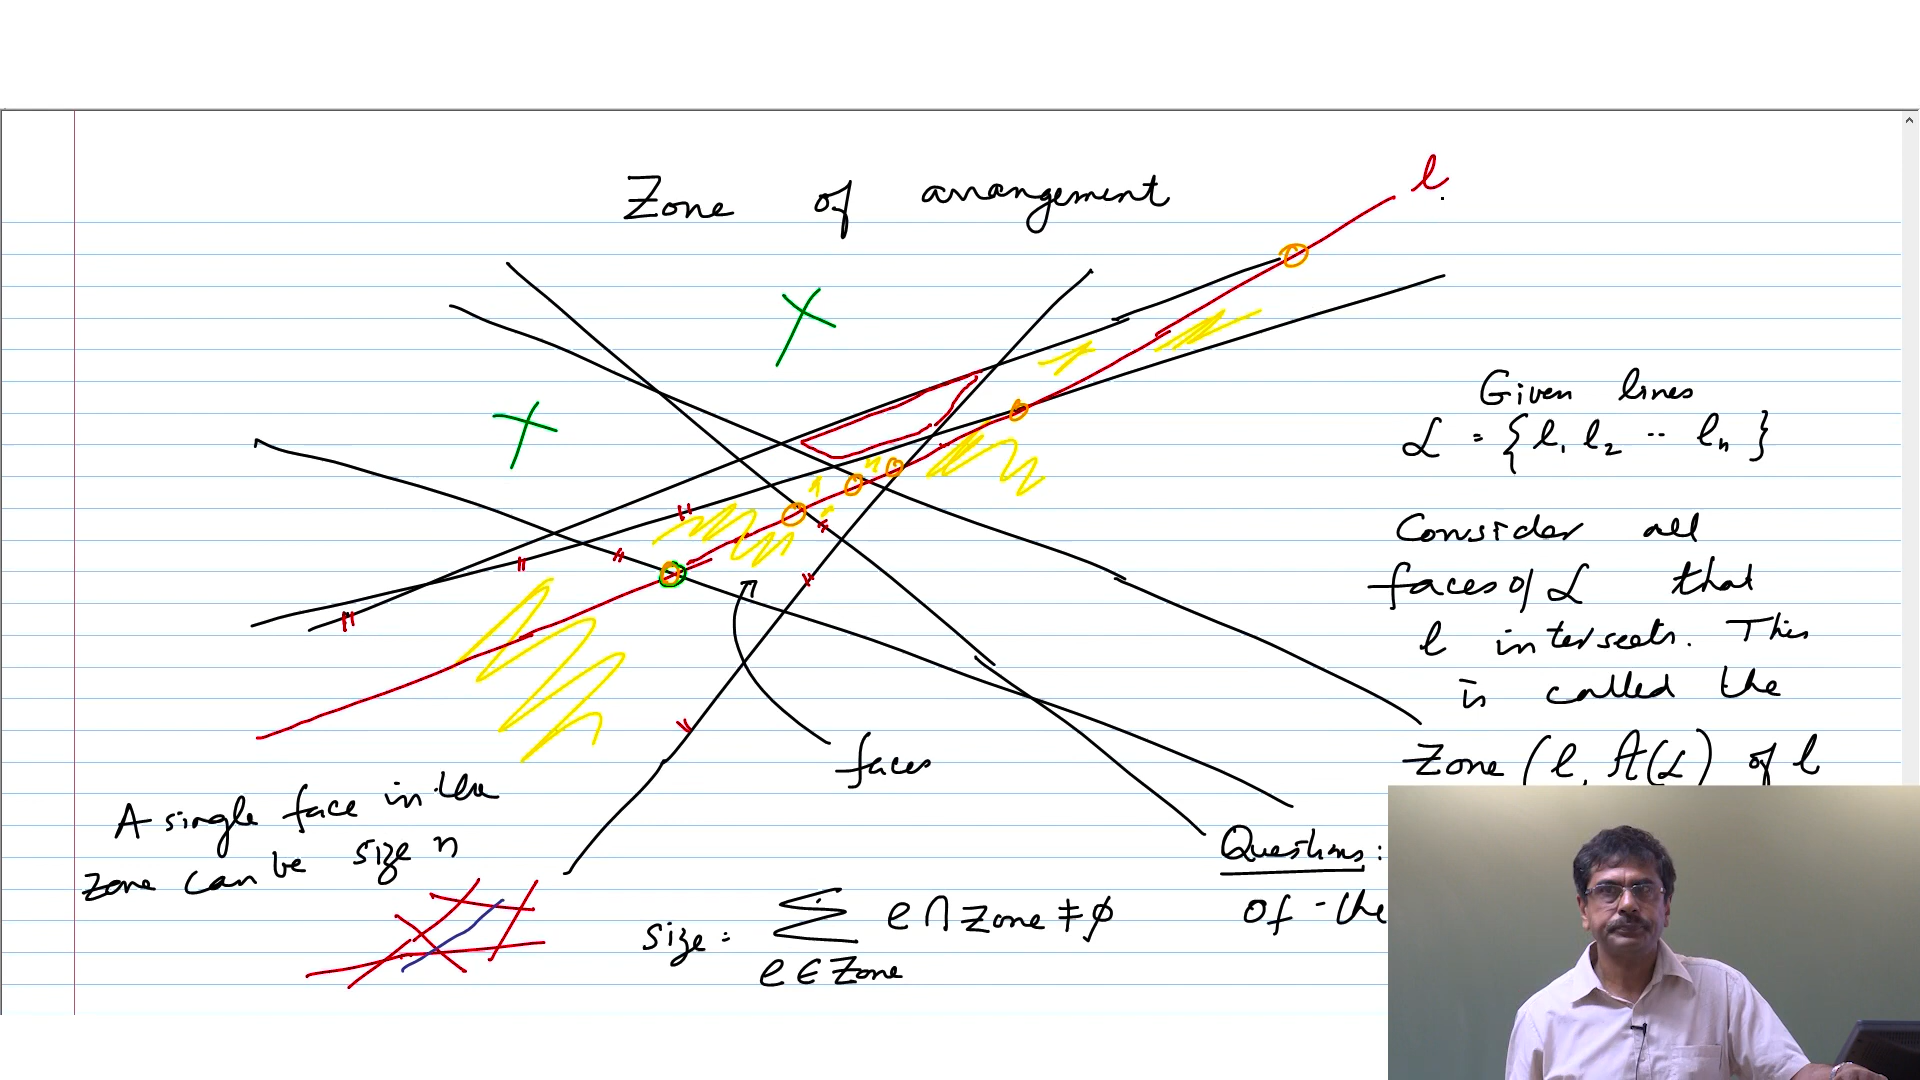 Zone of arrangement
l
Given lines
L = { l1 l2 .. ln }
Consider all
faces of L that
l intersects. This
is called the
Zone (l, A(L)) of l
faces
A single face in the
zone can be size n
Questions:
of the
size = Σ e ∩ zone ≠ φ
e ∈ zone